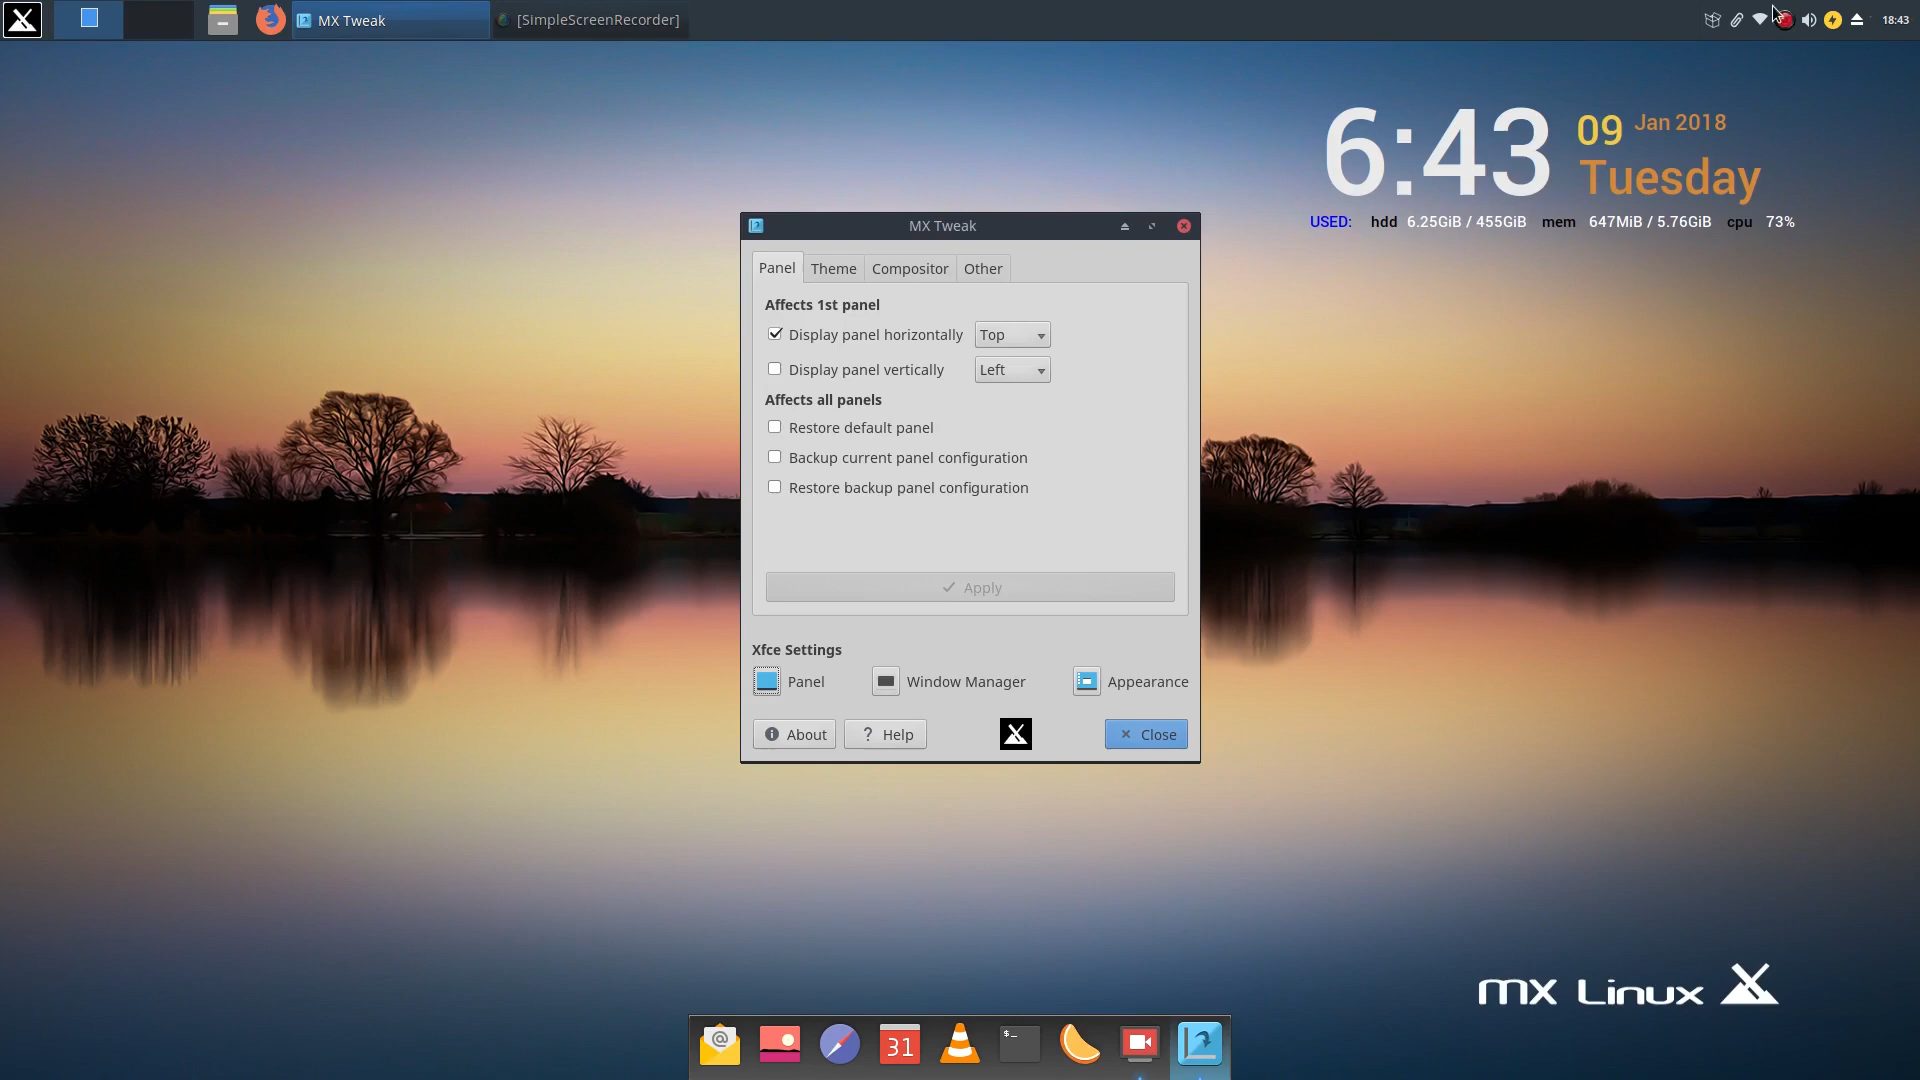 MX Tweak
[SimpleScreenRecorder]
18:43
6:43
09 Jan 2018
Tuesday
USED: hdd 6.25GiB / 455GiB mem 647MiB / 5.76GiB cpu 73%
MX Tweak
Panel Theme Compositor Other
Affects 1st panel
Display panel horizontally Top
Display panel vertically Left
Affects all panels
Restore default panel
Backup current panel configuration
Restore backup panel configuration
Apply
Xfce Settings
Panel Window Manager Appearance
About ? Help Close
mx Linux
@
31
$_